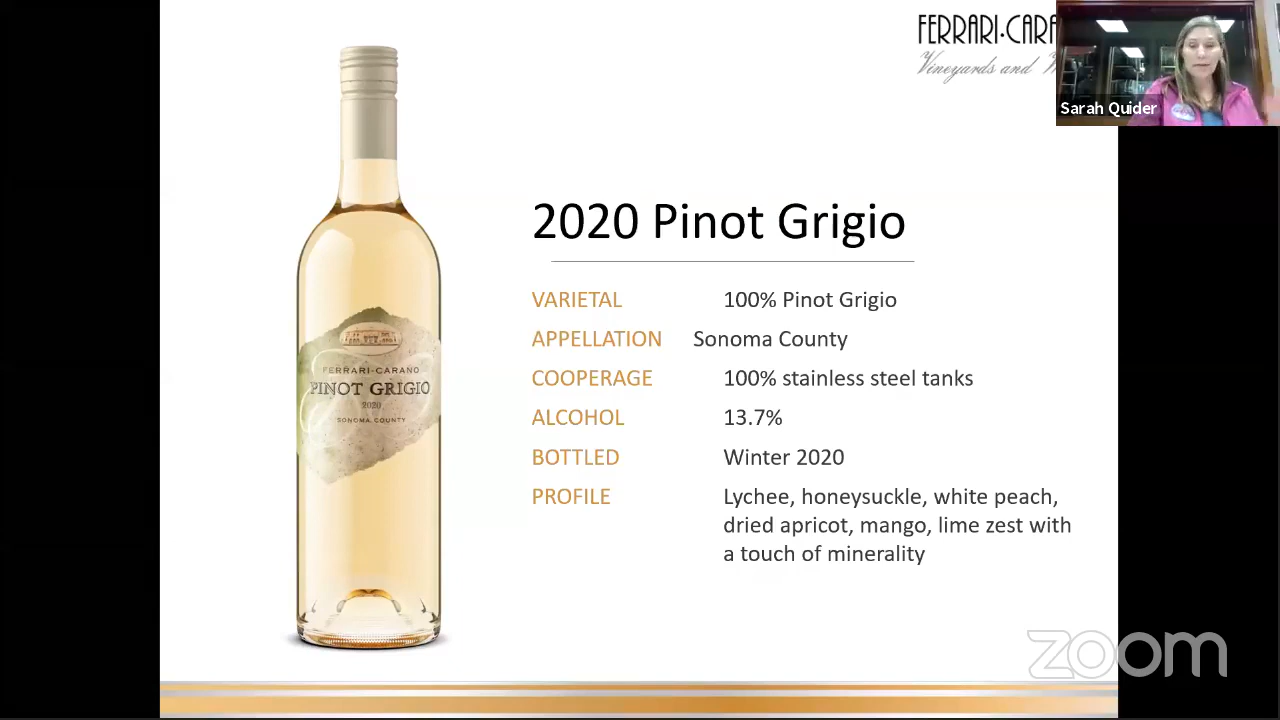 FERRARI-CARA
Vineyards and W
Sarah Quider
2020 Pinot Grigio
VARIETAL 100% Pinot Grigio
APPELLATION Sonoma County
COOPERAGE 100% stainless steel tanks
ALCOHOL 13.7%
BOTTLED Winter 2020
PROFILE Lychee, honeysuckle, white peach,
dried apricot, mango, lime zest with
a touch of minerality
FERRARI-CARANO
PINOT GRIGIO
2020
SONOMA COUNTY
zoom